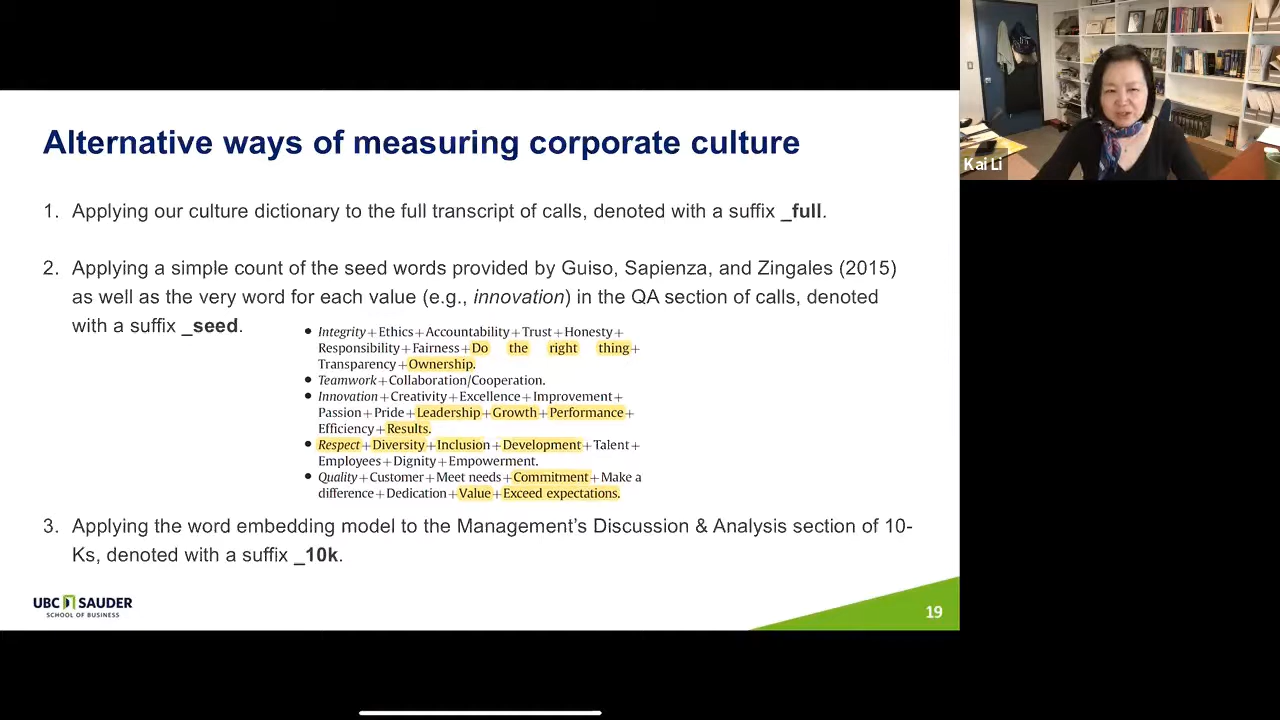 Alternative ways of measuring corporate culture
1. Applying our culture dictionary to the full transcript of calls, denoted with a suffix _full.
2. Applying a simple count of the seed words provided by Guiso, Sapienza, and Zingales (2015)
as well as the very word for each value (e.g., innovation) in the QA section of calls, denoted
with a suffix _seed.
• Integrity+Ethics+Accountability+Trust+Honesty+
Responsibility+Fairness+Do the right thing+
Transparency+Ownership.
• Teamwork+Collaboration/Cooperation.
• Innovation+Creativity+Excellence+Improvement+
Passion+Pride+Leadership+Growth+Performance+
Efficiency+Results.
• Respect+Diversity+Inclusion+Development+Talent+
Employees+Dignity+Empowerment.
• Quality+Customer+Meet needs+Commitment+Make a
difference+Dedication+Value+Exceed expectations.
3. Applying the word embedding model to the Management's Discussion & Analysis section of 10-
Ks, denoted with a suffix _10k.
UBC SAUDER
SCHOOL OF BUSINESS
19
Kai Li